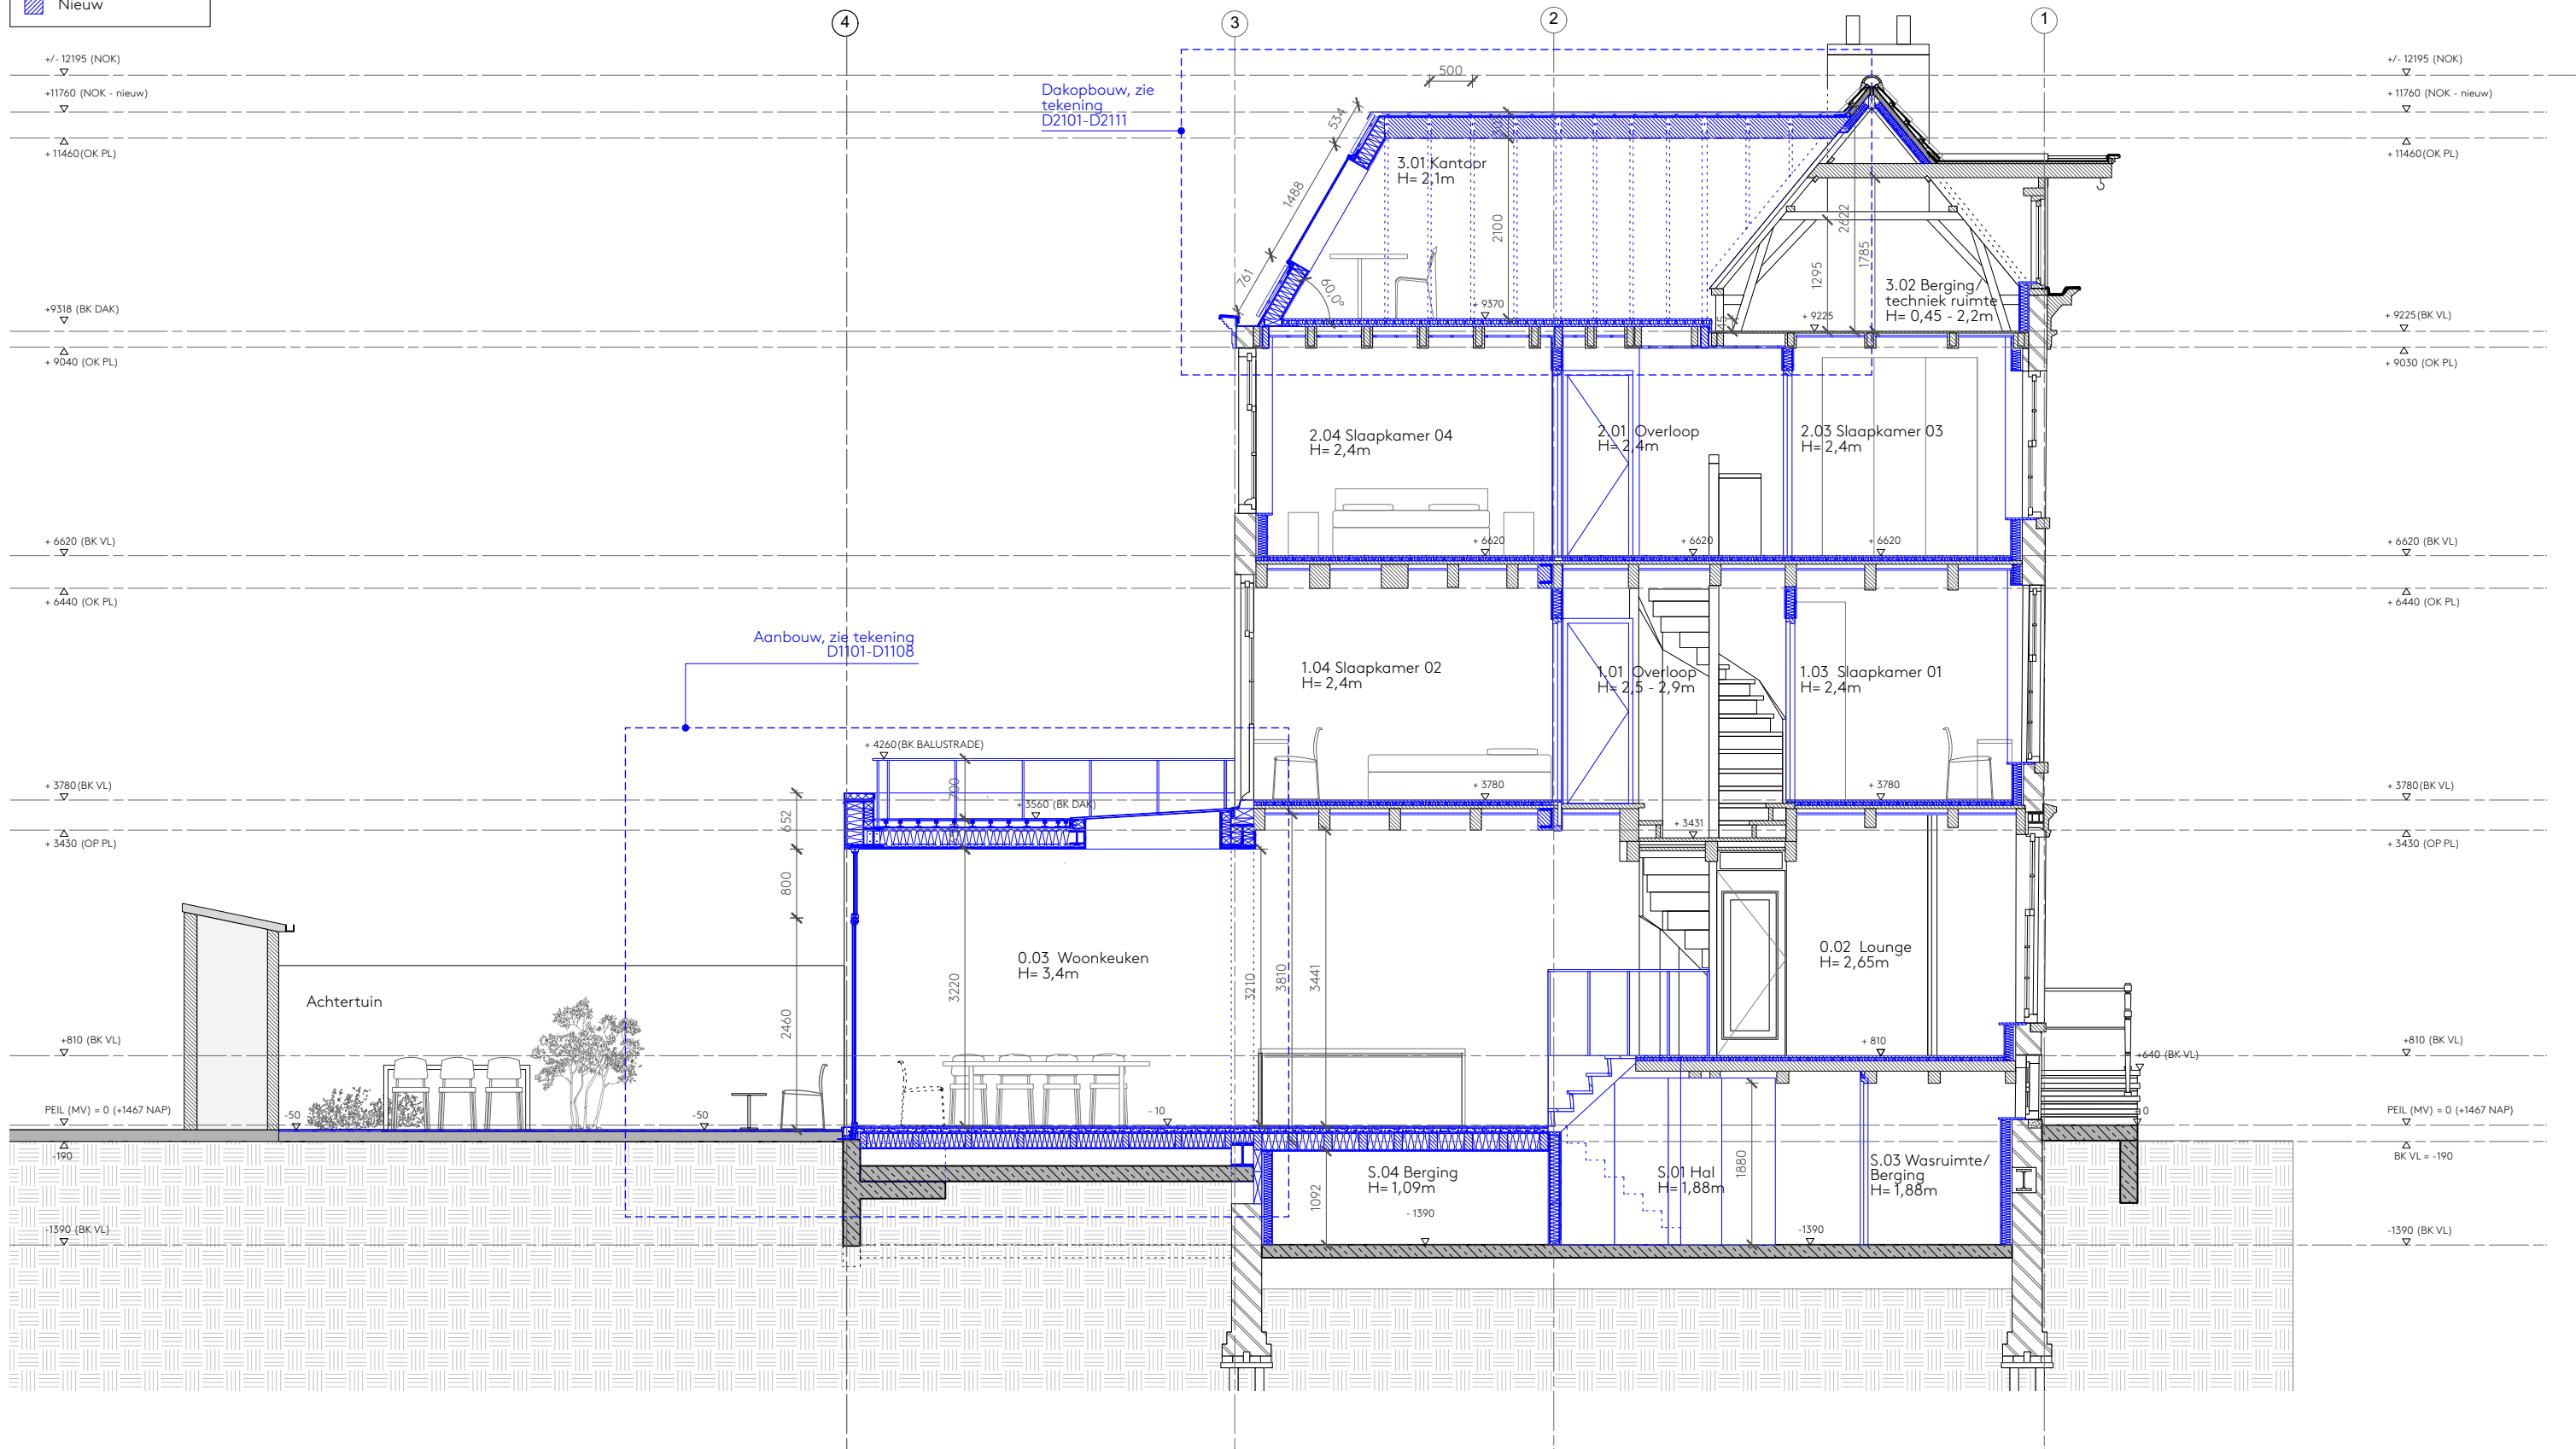 Nieuw
4
3
2
1
+/- 12195 (NOK)
+11760 (NOK - nieuw)
+ 11460(OK PL)
+9318 (BK DAK)
+ 9040 (OK PL)
+ 6620 (BK VL)
+ 6440 (OK PL)
+ 3780(BK VL)
+ 3430 (OP PL)
+810 (BK VL)
PEIL (MV) = 0 (+1467 NAP)
-190
-1390 (BK VL)
+/- 12195 (NOK)
+ 11760 (NOK - nieuw)
+ 11460(OK PL)
+ 9225(BK VL)
+ 9030 (OK PL)
+ 6620 (BK VL)
+ 6440 (OK PL)
+ 3780(BK VL)
+ 3430 (OP PL)
+810 (BK VL)
PEIL (MV) = 0 (+1467 NAP)
BK VL = -190
-1390 (BK VL)
Dakopbouw, zie
tekening
D2101-D2111
500
534
1488
761
60,0°
3.01 Kantoor
H= 2,1m
2100
+ 9370
2622
1785
1295
+ 9225
3.02 Berging/
techniek ruimte
H= 0,45 - 2,2m
2.04 Slaapkamer 04
H= 2,4m
2.01 Overloop
H= 2,4m
2.03 Slaapkamer 03
H= 2,4m
+ 6620
+ 6620
+ 6620
Aanbouw, zie tekening
D1101-D1108
1.04 Slaapkamer 02
H= 2,4m
1.01 Overloop
H= 2,5 - 2,9m
1.03 Slaapkamer 01
H= 2,4m
+ 4260(BK BALUSTRADE)
700
+ 3560 (BK DAK)
+ 3780
+ 3780
+ 3431
652
800
2460
0.03 Woonkeuken
H= 3,4m
3220
3210
3810
3441
0.02 Lounge
H= 2,65m
Achtertuin
-50
-50
- 10
+ 810
+640 (BK VL)
0
S.04 Berging
H= 1,09m
1092
- 1390
S.01 Hal
H= 1,88m
1880
-1390
S.03 Wasruimte/
Berging
H= 1,88m